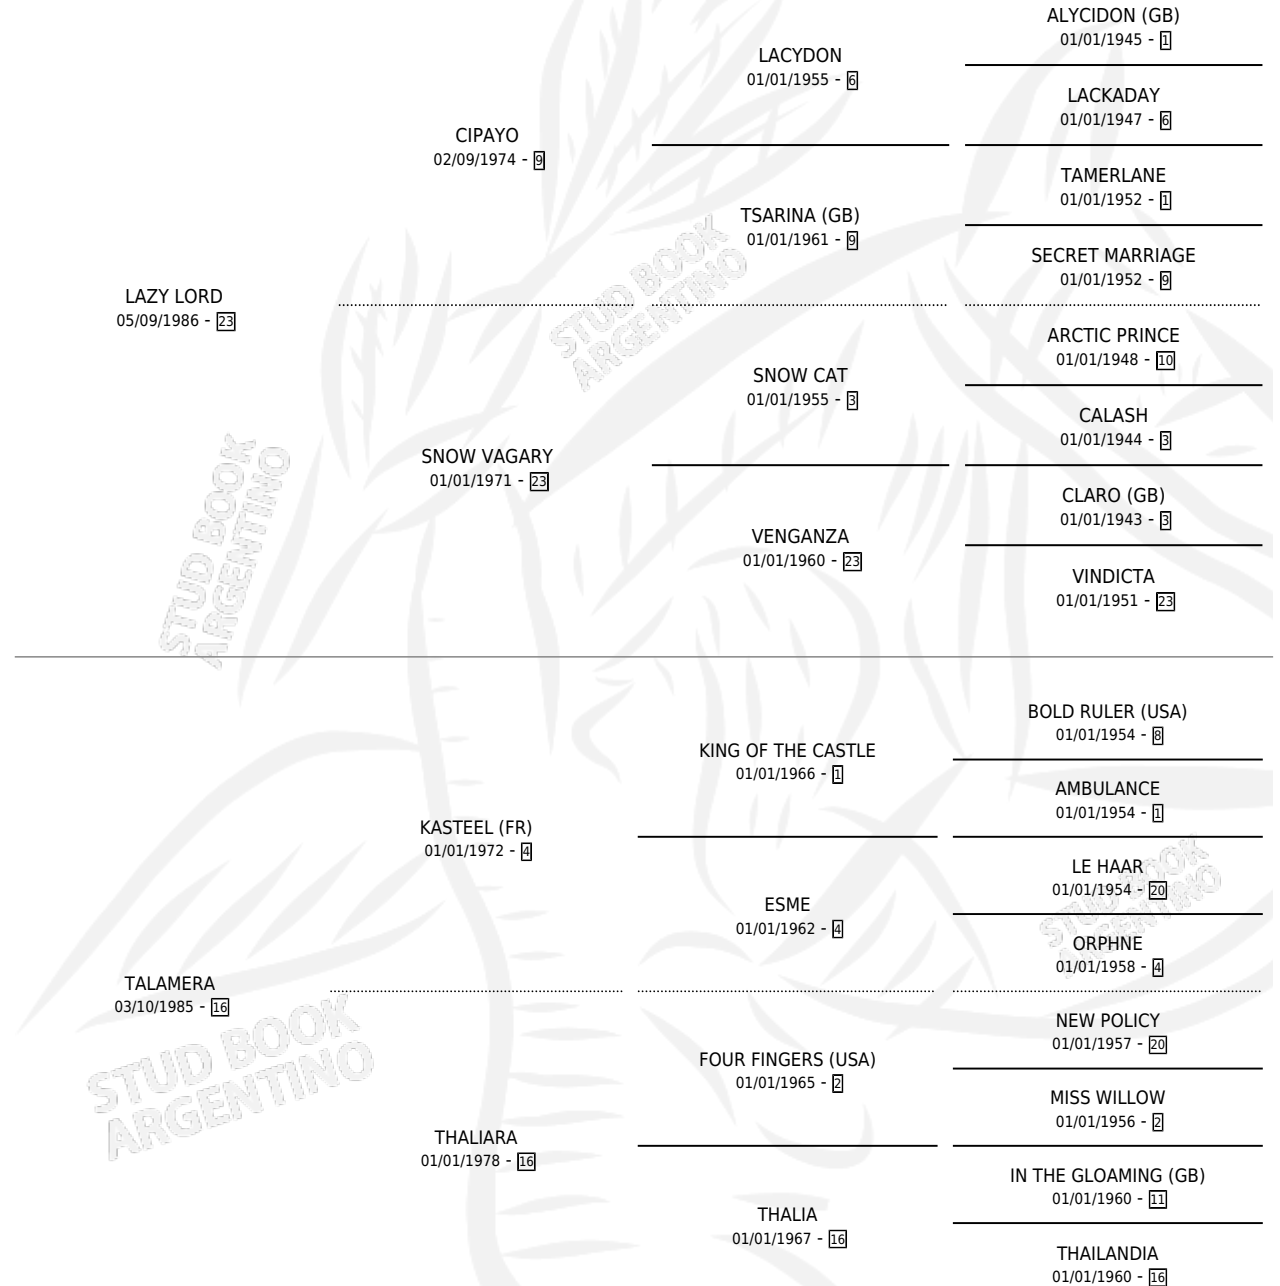 ALYCIDON (GB)
01/01/1945 - 1
LACYDON
01/01/1955 - 6
LACKADAY
01/01/1947 - 6
CIPAYO
02/09/1974 - 9
TAMERLANE
01/01/1952 - 1
TSARINA (GB)
01/01/1961 - 9
SECRET MARRIAGE
01/01/1952 - 9
LAZY LORD
05/09/1986 - 23
ARCTIC PRINCE
01/01/1948 - 10
SNOW CAT
01/01/1955 - 3
CALASH
01/01/1944 - 3
SNOW VAGARY
01/01/1971 - 23
CLARO (GB)
01/01/1943 - 3
VENGANZA
01/01/1960 - 23
VINDICTA
01/01/1951 - 23
BOLD RULER (USA)
01/01/1954 - 8
KING OF THE CASTLE
01/01/1966 - 1
AMBULANCE
01/01/1954 - 1
KASTEEL (FR)
01/01/1972 - 4
LE HAAR
01/01/1954 - 20
ESME
01/01/1962 - 4
ORPHNE
01/01/1958 - 4
TALAMERA
03/10/1985 - 16
NEW POLICY
01/01/1957 - 20
FOUR FINGERS (USA)
01/01/1965 - 2
MISS WILLOW
01/01/1956 - 2
THALIARA
01/01/1978 - 16
IN THE GLOAMING (GB)
01/01/1960 - 11
THALIA
01/01/1967 - 16
THAILANDIA
01/01/1960 - 16
STUD BOOK
ARGENTINO
STUD BOOK
ARGENTINO
STUD BOOK
ARGENTINO
STUD BOOK
ARGENTINO